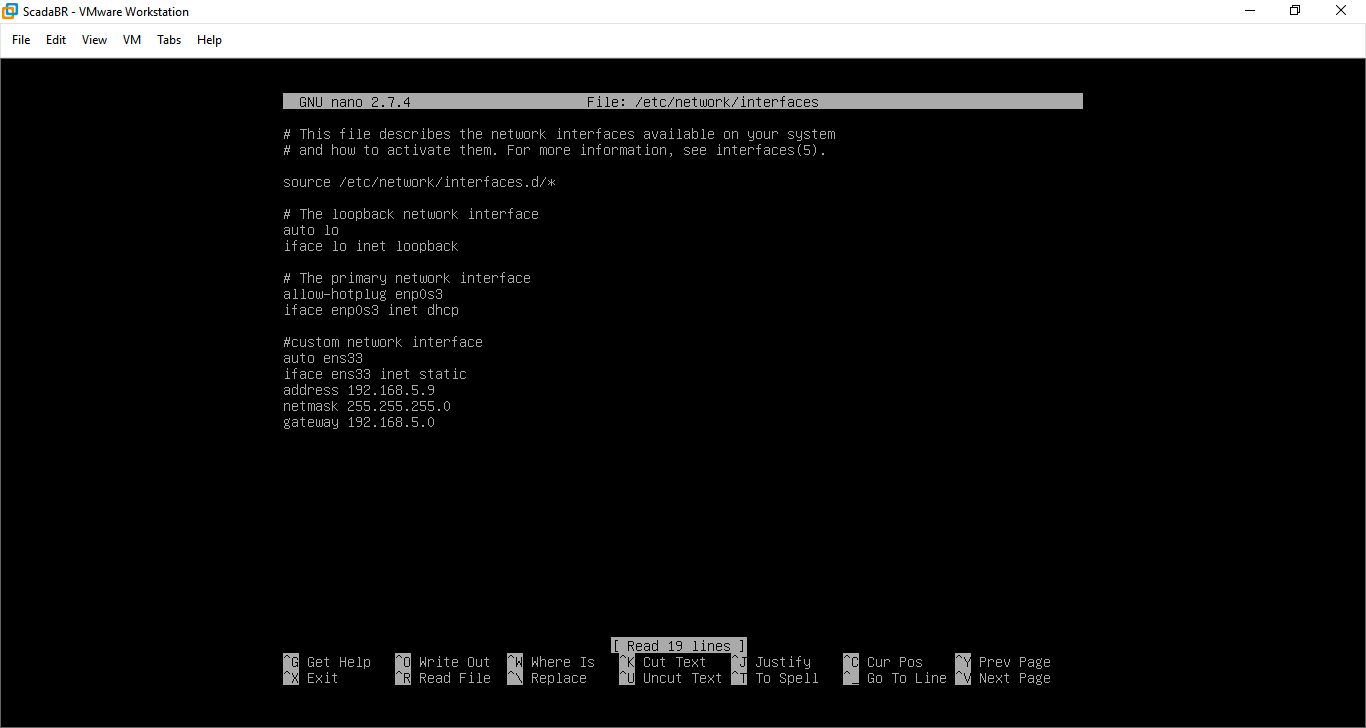 ScadaBR - VMware Workstation
File Edit View VM Tabs Help
GNU nano 2.7.4 File: /etc/network/interfaces
# This file describes the network interfaces available on your system
# and how to activate them. For more information, see interfaces(5).
source /etc/network/interfaces.d/*
# The loopback network interface
auto lo
iface lo inet loopback
# The primary network interface
allow-hotplug enp0s3
iface enp0s3 inet dhcp
#custom network interface
auto ens33
iface ens33 inet static
address 192.168.5.9
netmask 255.255.255.0
gateway 192.168.5.0
[ Read 19 lines ]
^G Get Help ^O Write Out ^W Where Is ^K Cut Text ^J Justify ^C Cur Pos ^Y Prev Page
^X Exit ^R Read File ^\ Replace ^U Uncut Text ^T To Spell ^_ Go To Line ^V Next Page